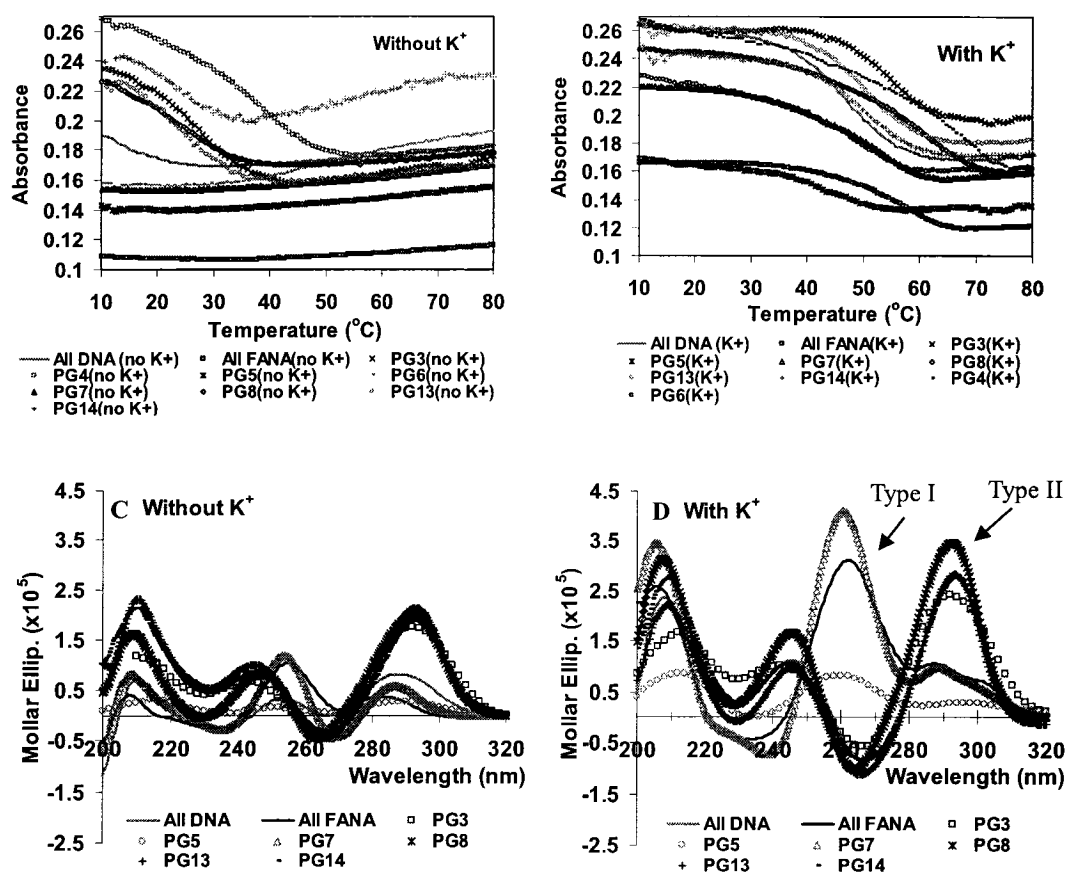 Without K+
Absorbance
0.26
0.24
0.22
0.2
0.18
0.16
0.14
0.12
0.1
10 20 30 40 50 60 70 80
Temperature (oC)
All DNA(no K+) All FANA(no K+) PG3(no K+)
PG4(no K+) PG5(no K+) PG6(no K+)
PG7(no K+) PG8(no K+) PG13(no K+)
PG14(no K+)
With K+
Absorbance
0.26
0.24
0.22
0.2
0.18
0.16
0.14
0.12
0.1
10 20 30 40 50 60 70 80
Temperature (oC)
All DNA (K+) All FANA(K+) PG3(K+)
PG5(K+) PG7(K+) PG8(K+)
PG13(K+) PG14(K+) PG4(K+)
PG6(K+)
C Without K+
Mollar Ellip. (x105)
4.5
3.5
2.5
1.5
0.5
-0.5
-1.5
-2.5
200 220 240 260 280 300 320
Wavelength (nm)
All DNA All FANA PG3
PG5 PG7 PG8
PG13 PG14
D With K+
Type I
Type II
Mollar Ellip. (x105)
4.5
3.5
2.5
1.5
0.5
-0.5
-1.5
-2.5
200 220 240 260 280 300 320
Wavelength (nm)
All DNA All FANA PG3
PG5 PG7 PG8
PG13 PG14